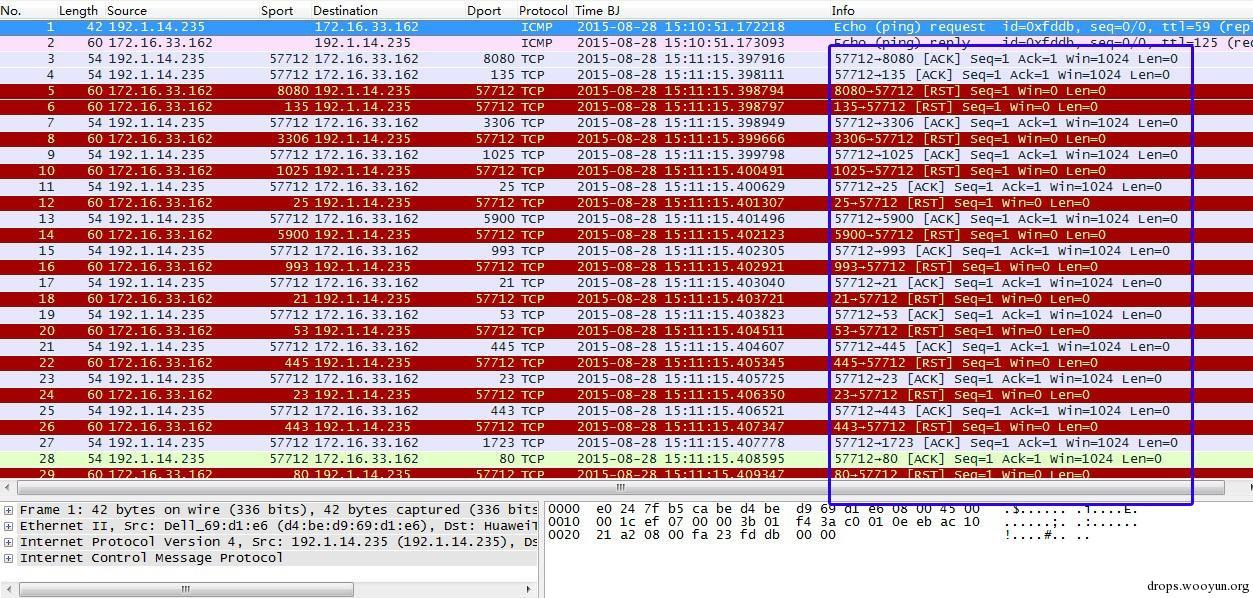 No. Length Source Sport Destination Dport Protocol Time BJ Info
1 42 192.1.14.235 172.16.33.162 ICMP 2015-08-28 15:10:51.172218 Echo (ping) request id=0xfddb, seq=0/0, ttl=59 (rep
2 60 172.16.33.162 192.1.14.235 ICMP 2015-08-28 15:10:51.173093 Echo (ping) reply id=0xfddb, seq=0/0, ttl=125 (rec
3 54 192.1.14.235 57712 172.16.33.162 8080 TCP 2015-08-28 15:11:15.397916 57712→8080 [ACK] Seq=1 Ack=1 Win=1024 Len=0
4 54 192.1.14.235 57712 172.16.33.162 135 TCP 2015-08-28 15:11:15.398111 57712→135 [ACK] Seq=1 Ack=1 Win=1024 Len=0
5 60 172.16.33.162 8080 192.1.14.235 57712 TCP 2015-08-28 15:11:15.398794 8080→57712 [RST] Seq=1 Win=0 Len=0
6 60 172.16.33.162 135 192.1.14.235 57712 TCP 2015-08-28 15:11:15.398797 135→57712 [RST] Seq=1 Win=0 Len=0
7 54 192.1.14.235 57712 172.16.33.162 3306 TCP 2015-08-28 15:11:15.398949 57712→3306 [ACK] Seq=1 Ack=1 Win=1024 Len=0
8 60 172.16.33.162 3306 192.1.14.235 57712 TCP 2015-08-28 15:11:15.399666 3306→57712 [RST] Seq=1 Win=0 Len=0
9 54 192.1.14.235 57712 172.16.33.162 1025 TCP 2015-08-28 15:11:15.399798 57712→1025 [ACK] Seq=1 Ack=1 Win=1024 Len=0
10 60 172.16.33.162 1025 192.1.14.235 57712 TCP 2015-08-28 15:11:15.400491 1025→57712 [RST] Seq=1 Win=0 Len=0
11 54 192.1.14.235 57712 172.16.33.162 25 TCP 2015-08-28 15:11:15.400629 57712→25 [ACK] Seq=1 Ack=1 Win=1024 Len=0
12 60 172.16.33.162 25 192.1.14.235 57712 TCP 2015-08-28 15:11:15.401307 25→57712 [RST] Seq=1 Win=0 Len=0
13 54 192.1.14.235 57712 172.16.33.162 5900 TCP 2015-08-28 15:11:15.401496 57712→5900 [ACK] Seq=1 Ack=1 Win=1024 Len=0
14 60 172.16.33.162 5900 192.1.14.235 57712 TCP 2015-08-28 15:11:15.402123 5900→57712 [RST] Seq=1 Win=0 Len=0
15 54 192.1.14.235 57712 172.16.33.162 993 TCP 2015-08-28 15:11:15.402305 57712→993 [ACK] Seq=1 Ack=1 Win=1024 Len=0
16 60 172.16.33.162 993 192.1.14.235 57712 TCP 2015-08-28 15:11:15.402921 993→57712 [RST] Seq=1 Win=0 Len=0
17 54 192.1.14.235 57712 172.16.33.162 21 TCP 2015-08-28 15:11:15.403040 57712→21 [ACK] Seq=1 Ack=1 Win=1024 Len=0
18 60 172.16.33.162 21 192.1.14.235 57712 TCP 2015-08-28 15:11:15.403721 21→57712 [RST] Seq=1 Win=0 Len=0
19 54 192.1.14.235 57712 172.16.33.162 53 TCP 2015-08-28 15:11:15.403823 57712→53 [ACK] Seq=1 Ack=1 Win=1024 Len=0
20 60 172.16.33.162 53 192.1.14.235 57712 TCP 2015-08-28 15:11:15.404511 53→57712 [RST] Seq=1 Win=0 Len=0
21 54 192.1.14.235 57712 172.16.33.162 445 TCP 2015-08-28 15:11:15.404607 57712→445 [ACK] Seq=1 Ack=1 Win=1024 Len=0
22 60 172.16.33.162 445 192.1.14.235 57712 TCP 2015-08-28 15:11:15.405345 445→57712 [RST] Seq=1 Win=0 Len=0
23 54 192.1.14.235 57712 172.16.33.162 23 TCP 2015-08-28 15:11:15.405725 57712→23 [ACK] Seq=1 Ack=1 Win=1024 Len=0
24 60 172.16.33.162 23 192.1.14.235 57712 TCP 2015-08-28 15:11:15.406350 23→57712 [RST] Seq=1 Win=0 Len=0
25 54 192.1.14.235 57712 172.16.33.162 443 TCP 2015-08-28 15:11:15.406521 57712→443 [ACK] Seq=1 Ack=1 Win=1024 Len=0
26 60 172.16.33.162 443 192.1.14.235 57712 TCP 2015-08-28 15:11:15.407347 443→57712 [RST] Seq=1 Win=0 Len=0
27 54 192.1.14.235 57712 172.16.33.162 1723 TCP 2015-08-28 15:11:15.407778 57712→1723 [ACK] Seq=1 Ack=1 Win=1024 Len=0
28 54 192.1.14.235 57712 172.16.33.162 80 TCP 2015-08-28 15:11:15.408595 57712→80 [ACK] Seq=1 Ack=1 Win=1024 Len=0
29 60 172.16.33.162 80 192.1.14.235 57712 TCP 2015-08-28 15:11:15.409347 80→57712 [RST] Seq=1 Win=0 Len=0
Frame 1: 42 bytes on wire (336 bits), 42 bytes captured (336 bits
Ethernet II, Src: Dell_69:d1:e6 (d4:be:d9:69:d1:e6), Dst: Huaweit
Internet Protocol Version 4, Src: 192.1.14.235 (192.1.14.235), Ds
Internet Control Message Protocol
0000 e0 24 7f b5 ca be d4 be d9 69 d1 e6 08 00 45 00 .$...... .i....E.
0010 00 1c ef 07 00 00 3b 01 f4 3a c0 01 0e eb ac 10 ......;. .:......
0020 21 a2 08 00 fa 23 fd db 00 00 !....#.. ..
drops.wooyun.org